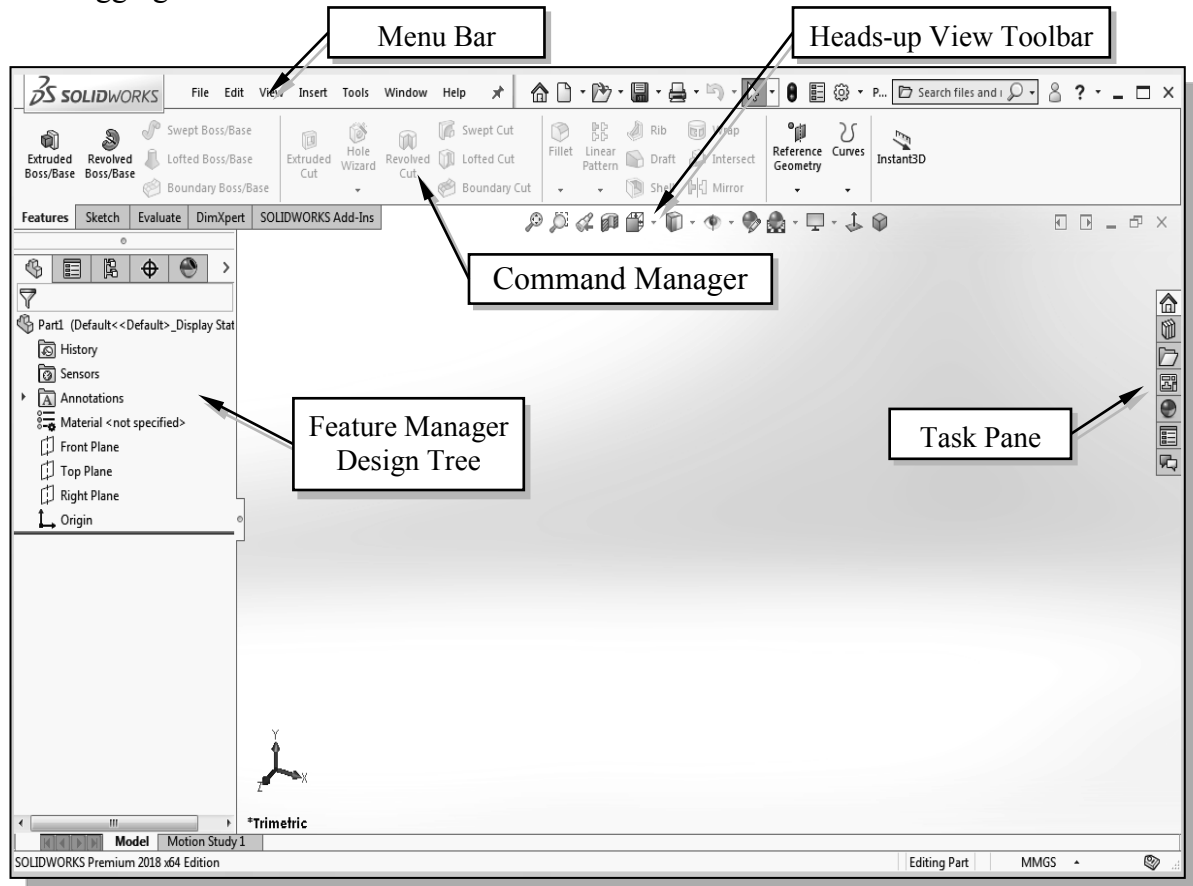 Menu Bar
Heads-up View Toolbar
SOLIDWORKS File Edit View Insert Tools Window Help P... Search files and
Extruded Boss/Base
Revolved Boss/Base
Swept Boss/Base
Lofted Boss/Base
Boundary Boss/Base
Extruded Cut
Hole Wizard
Revolved Cut
Swept Cut
Lofted Cut
Boundary Cut
Fillet
Linear Pattern
Rib
Draft
Shell
Wrap
Intersect
Mirror
Reference Geometry
Curves
Instant3D
Features Sketch Evaluate DimXpert SOLIDWORKS Add-Ins
Command Manager
Part1 (Default<<Default>_Display Stat
History
Sensors
Annotations
Material <not specified>
Front Plane
Top Plane
Right Plane
Origin
Feature Manager
Design Tree
Task Pane
Y
X
Z
*Trimetric
Model Motion Study 1
SOLIDWORKS Premium 2018 x64 Edition Editing Part MMGS